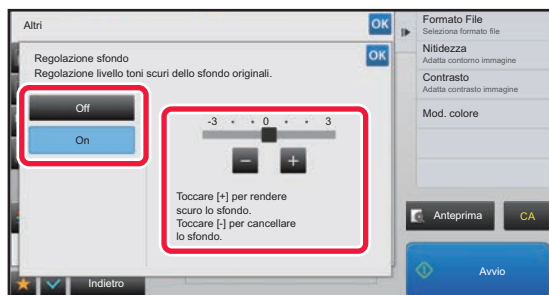 Altri
OK
Regolazione sfondo
OK
Regolazione livello toni scuri dello sfondo originali.
Off
On
-3 • • 0 • • 3
− +
Toccare [+] per rendere
scuro lo sfondo.
Toccare [-] per cancellare
lo sfondo.
Indietro
Formato File
Seleziona formato file
Nitidezza
Adatta contorno immagine
Contrasto
Adatta contrasto immagine
Mod. colore
Anteprima
CA
Avvio